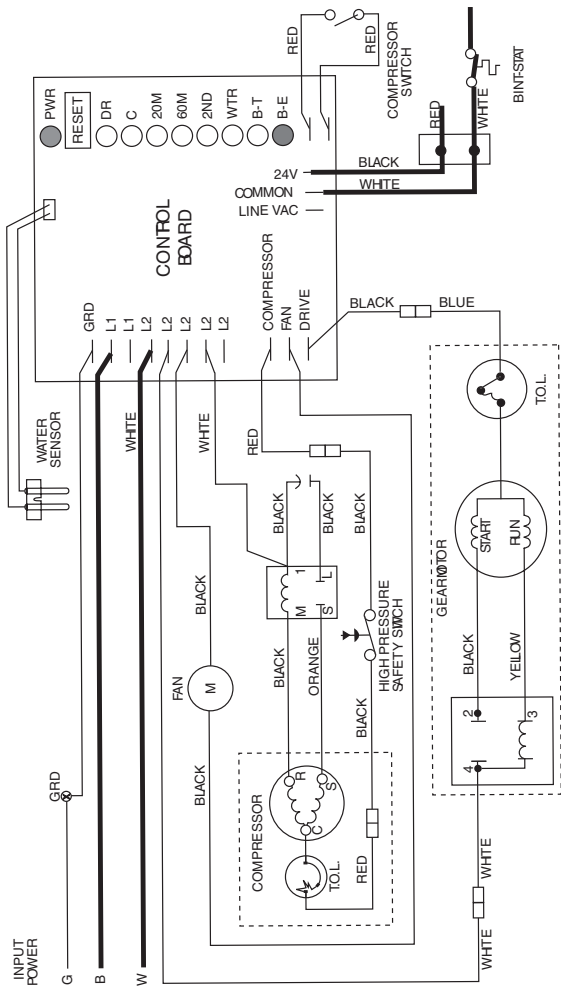 INPUT
POWER
G
B
W
GRD
WATER
SENSOR
GRD
L1
L1
L2
L2
L2
L2
L2
CONTROL
BOARD
PWR
RESET
DR
C
20M
60M
2ND
WTR
B-T
B-E
RED
RED
COMPRESSOR
SWITCH
24V
COMMON
LINE VAC
BLACK
WHITE
RED
WHITE
BINT-STAT
COMPRESSOR
FAN
DRIVE
WHITE
WHITE
RED
BLACK
FAN
M
BLACK
BLACK
BLACK
BLACK
BLACK
1
L
M
S
BLACK
ORANGE
HIGH PRESSURE
SAFETY SWITCH
BLACK
COMPRESSOR
R
S
C
T.O.L.
RED
BLACK
BLUE
T.O.L.
GEARMOTOR
START
RUN
BLACK
YELLOW
2
4
3
WHITE
WHITE